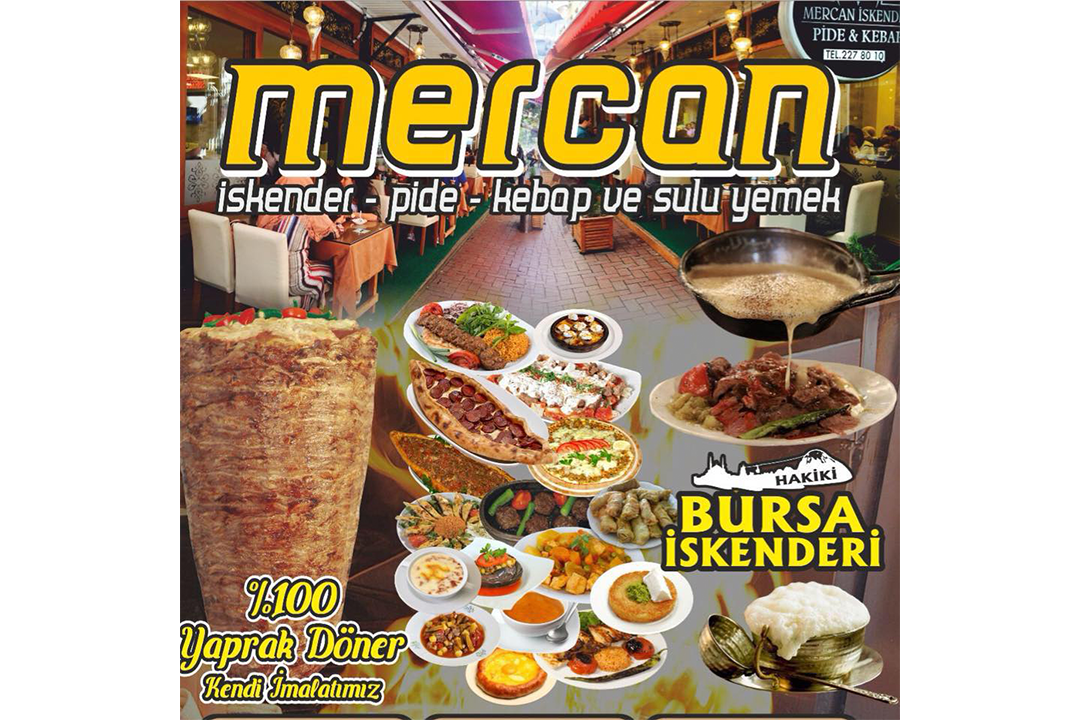 MERCAN İSKEND
PİDE & KEBAP
TEL.227 80 10
mercan
iskender - pide - kebap ve sulu yemek
HAKİKİ
BURSA
İSKENDERİ
%100
Yaprak Döner
Kendi İmalatımız